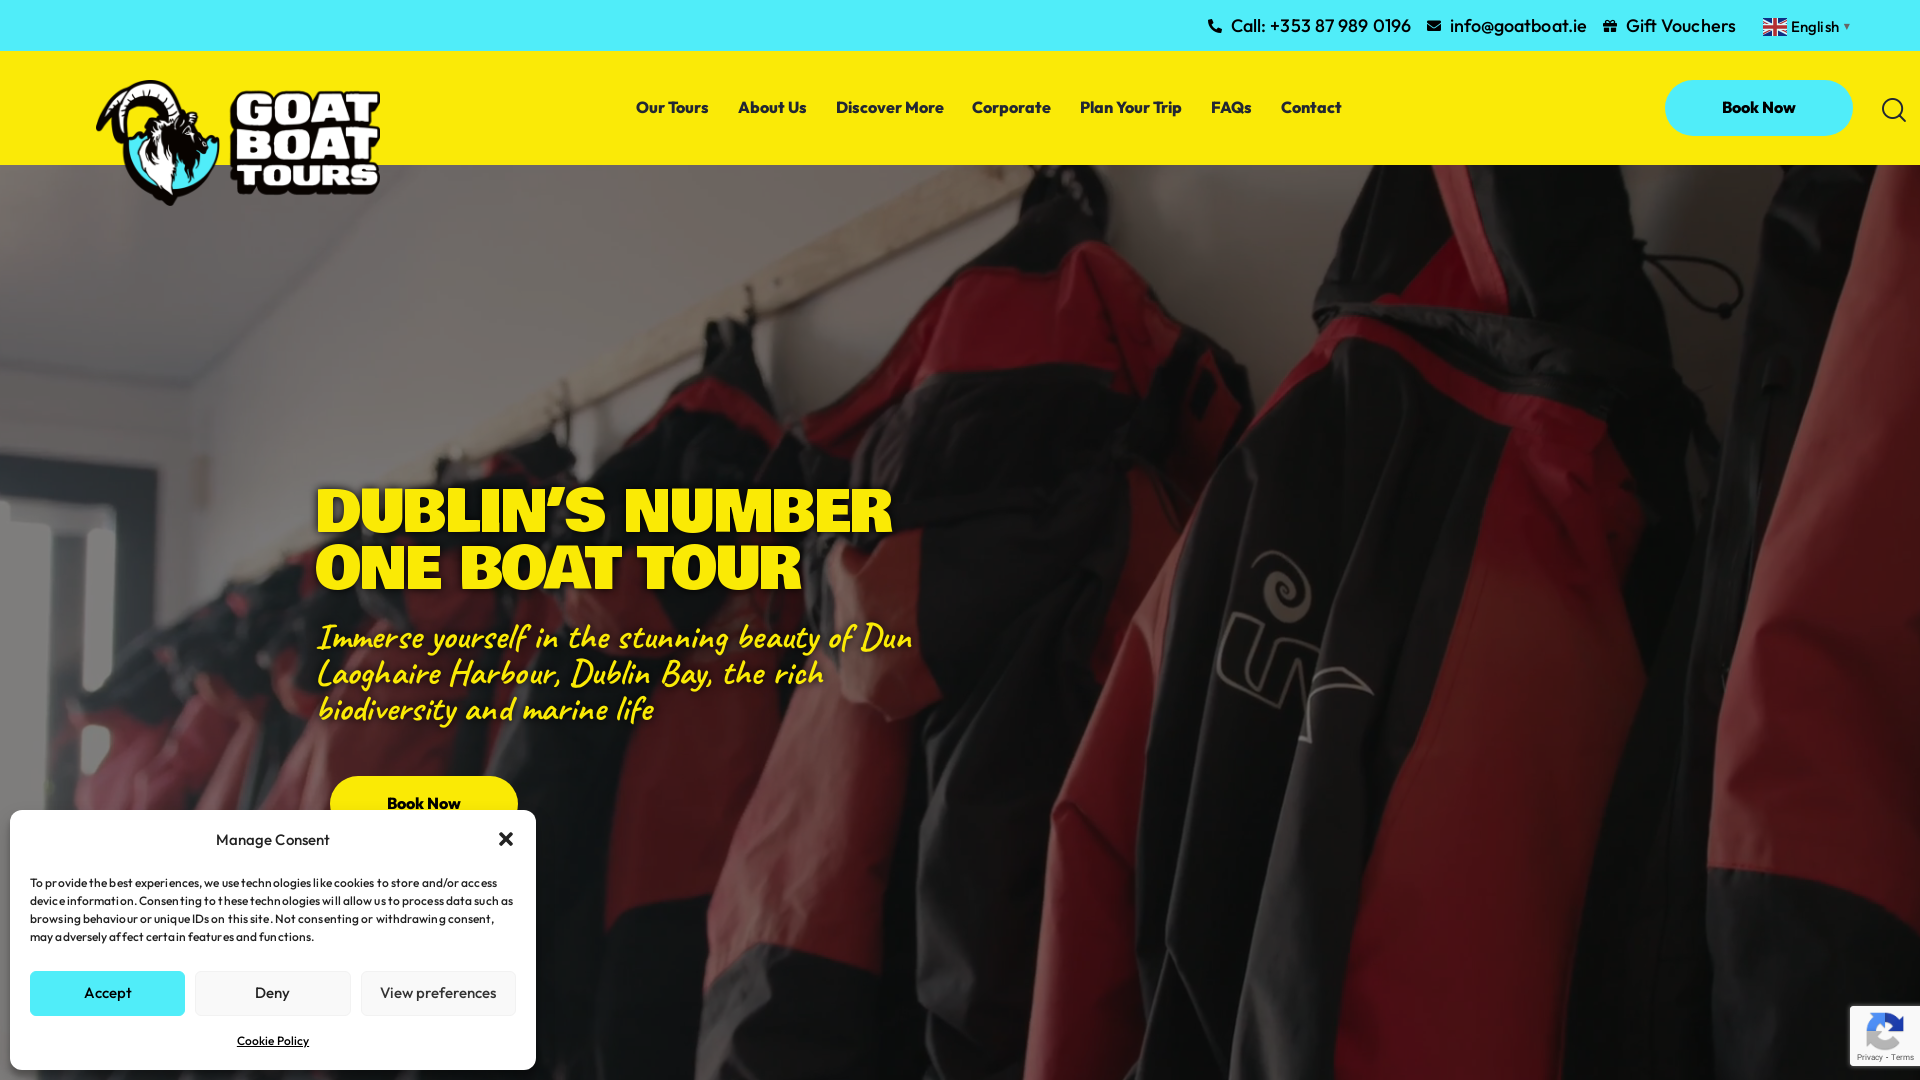 Call: +353 87 989 0196
info@goatboat.ie
Gift Vouchers
English
GOAT
BOAT
TOURS
Our Tours
About Us
Discover More
Corporate
Plan Your Trip
FAQs
Contact
Book Now
DUBLIN’S NUMBER
ONE BOAT TOUR
Immerse yourself in the stunning beauty of Dun
Laoghaire Harbour, Dublin Bay, the rich
biodiversity and marine life
Book Now
Manage Consent
To provide the best experiences, we use technologies like cookies to store and/or access
device information. Consenting to these technologies will allow us to process data such as
browsing behaviour or unique IDs on this site. Not consenting or withdrawing consent,
may adversely affect certain features and functions.
Accept
Deny
View preferences
Cookie Policy
Privacy - Terms